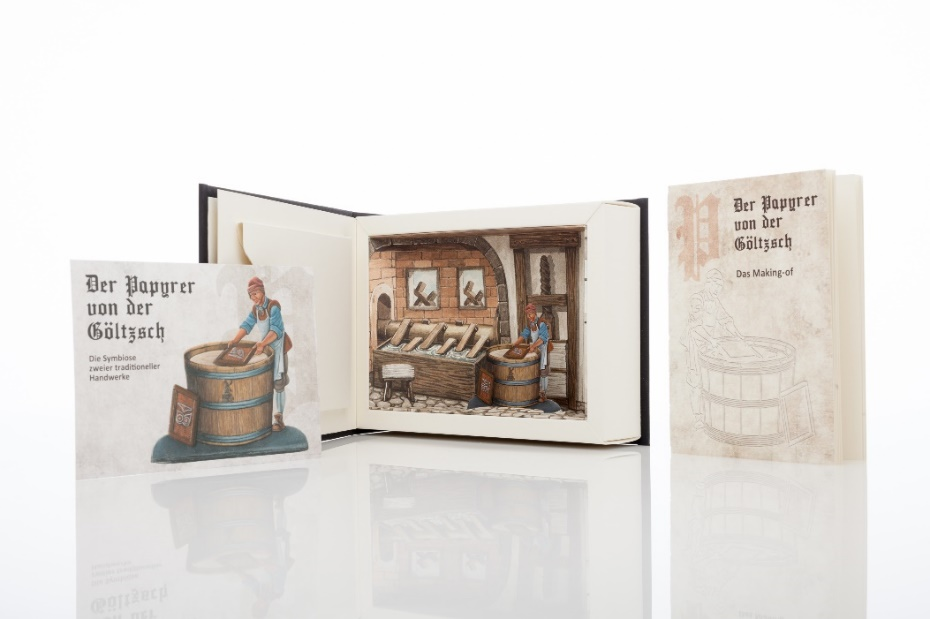 Der Papyrer
von der
Göltzsch
Die Symbiose
zweier traditioneller
Handwerke
Der Papyrer
von der
Göltzsch
Das Making-of